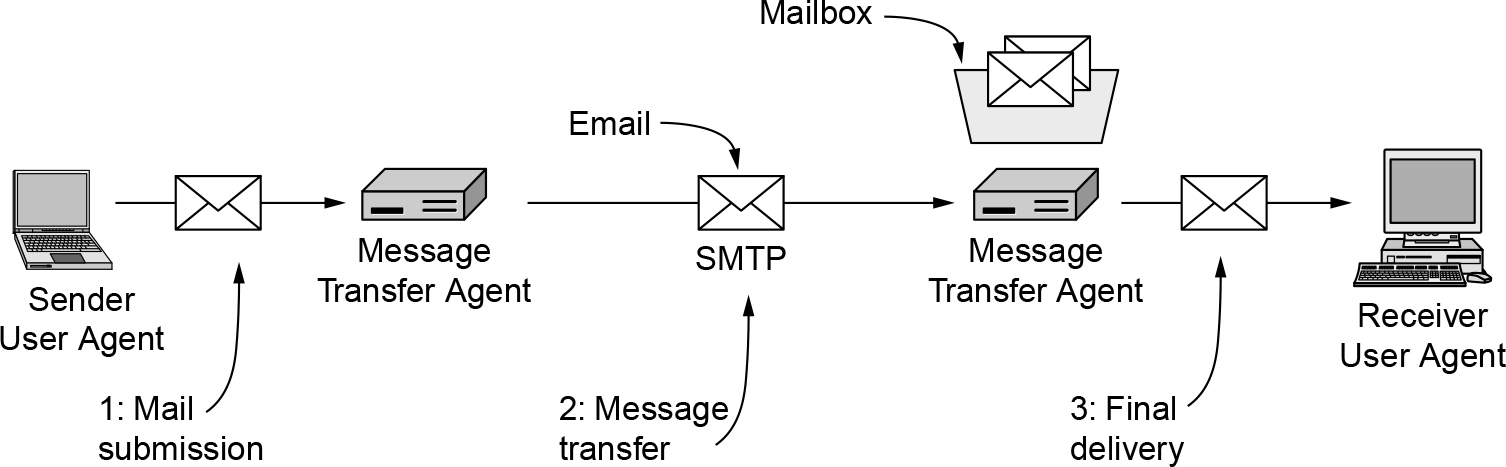 Mailbox
Email
SMTP
Message
Transfer Agent
Message
Transfer Agent
Sender
User Agent
Receiver
User Agent
1: Mail
submission
2: Message
transfer
3: Final
delivery